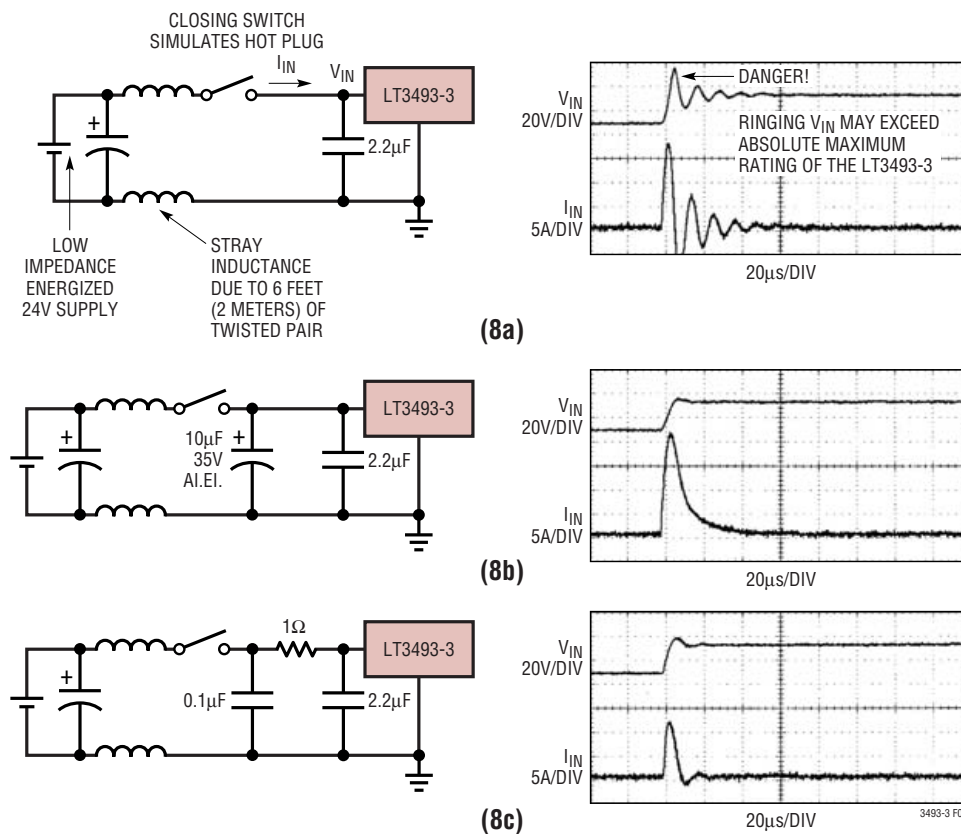 CLOSING SWITCH
SIMULATES HOT PLUG
IIN
VIN
LT3493-3
+
2.2µF
LOW
IMPEDANCE
ENERGIZED
24V SUPPLY
STRAY
INDUCTANCE
DUE TO 6 FEET
(2 METERS) OF
TWISTED PAIR
VIN
20V/DIV
DANGER!
RINGING VIN MAY EXCEED
ABSOLUTE MAXIMUM
RATING OF THE LT3493-3
IIN
5A/DIV
20µs/DIV
(8a)
LT3493-3
+
10µF
35V
AI.EI.
+
2.2µF
VIN
20V/DIV
IIN
5A/DIV
20µs/DIV
(8b)
1Ω
LT3493-3
+
0.1µF
2.2µF
VIN
20V/DIV
IIN
5A/DIV
20µs/DIV
3493-3
(8c)